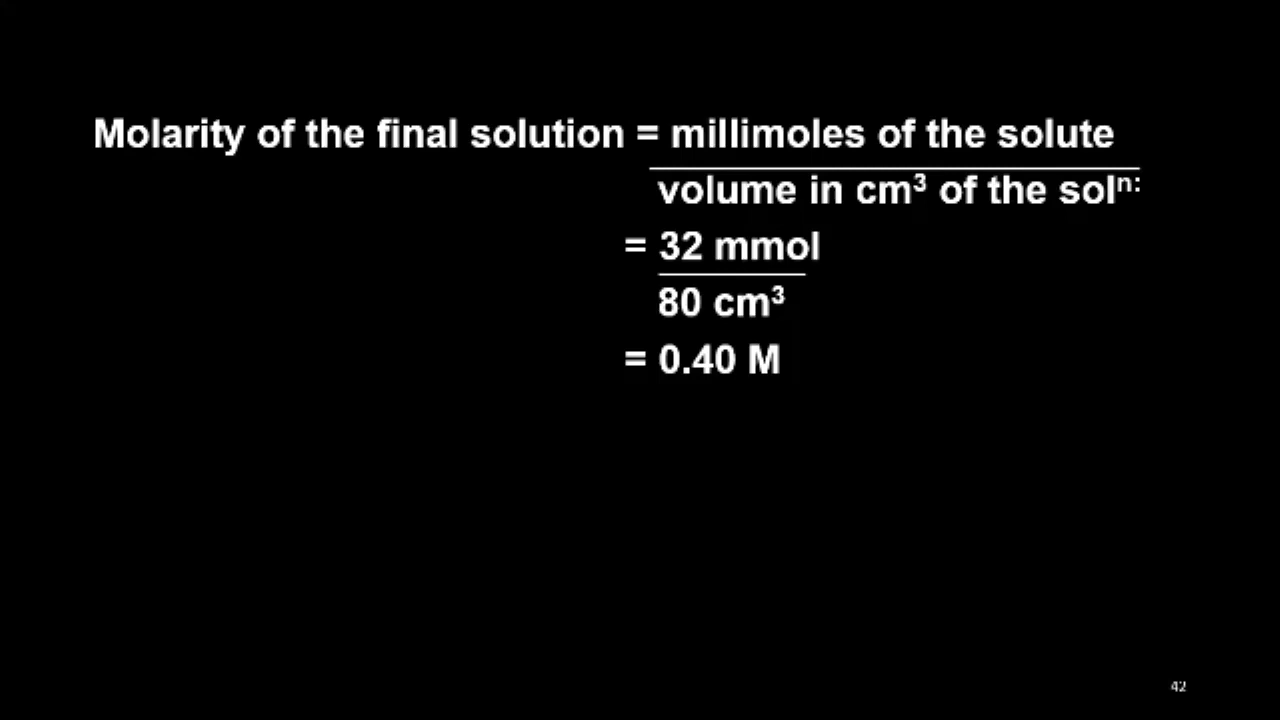 Molarity of the final solution = millimoles of the solute
volume in cm³ of the solⁿ:
= 32 mmol
80 cm³
= 0.40 M
42